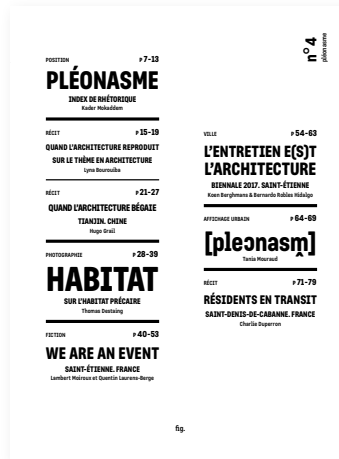 n°4
pléonasme
POSITION P 7-13
PLÉONASME
INDEX DE RHÉTORIQUE
Kader Mokaddem
RÉCIT P 15-19
QUAND L'ARCHITECTURE REPRODUIT
SUR LE THÈME EN ARCHITECTURE
Lyna Bourouiba
RÉCIT P 21-27
QUAND L'ARCHITECTURE BÉGAIE
TIANJIN. CHINE
Hugo Grail
PHOTOGRAPHIE P 28-39
HABITAT
SUR L'HABITAT PRÉCAIRE
Thomas Destaing
FICTION P 40-53
WE ARE AN EVENT
SAINT-ÉTIENNE. FRANCE
Lambert Moiroux et Quentin Laurens-Berge
VILLE P 54-63
L'ENTRETIEN E(S)T
L'ARCHITECTURE
BIENNALE 2017. SAINT-ÉTIENNE
Koen Berghmans & Bernardo Robles Hidalgo
AFFICHAGE URBAIN P 64-69
[pleɔnasm̯]
Tania Mouraud
RÉCIT P 71-79
RÉSIDENTS EN TRANSIT
SAINT-DENIS-DE-CABANNE. FRANCE
Charlie Duperron
fig.